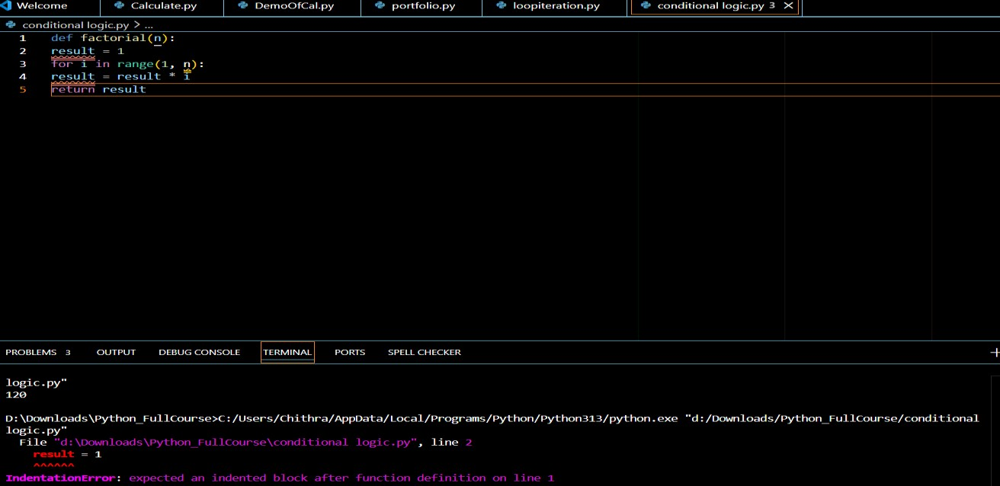 Welcome Calculate.py DemoOfCal.py portfolio.py loopiteration.py conditional logic.py 3 ×
conditional logic.py > ...
1 def factorial(n):
2 result = 1
3 for i in range(1, n):
4 result = result * i
5 return result
PROBLEMS 3 OUTPUT DEBUG CONSOLE TERMINAL PORTS SPELL CHECKER +
logic.py"
120
D:\Downloads\Python_FullCourse>C:/Users/Chithra/AppData/Local/Programs/Python/Python313/python.exe "d:/Downloads/Python_FullCourse/conditional
logic.py"
File "d:\Downloads\Python_FullCourse\conditional logic.py", line 2
result = 1
^^^^^^
IndentationError: expected an indented block after function definition on line 1